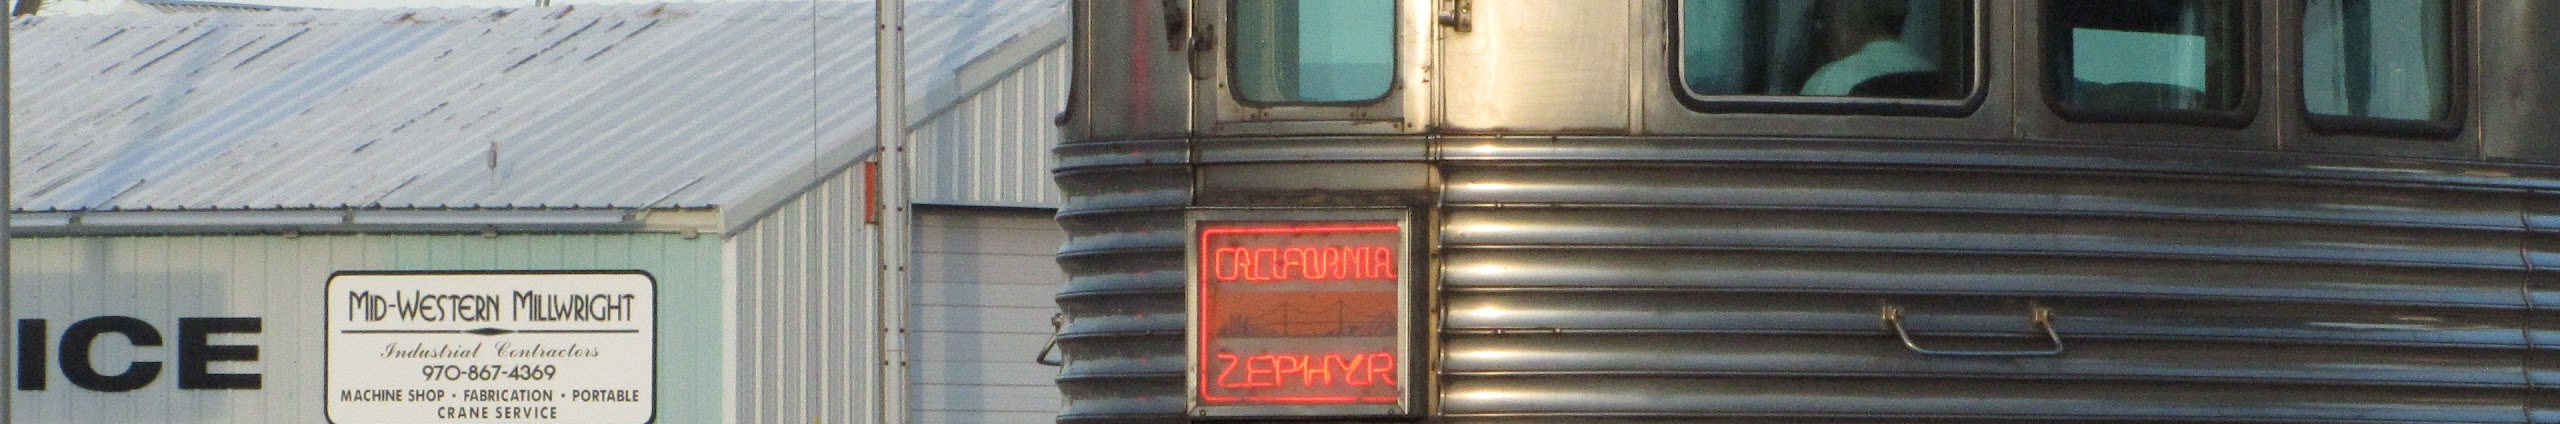 ICE
MID-WESTERN MILLWRIGHT
Industrial Contractors
970-867-4369
MACHINE SHOP • FABRICATION • PORTABLE
CRANE SERVICE
CALIFORNIA
ZEPHYR